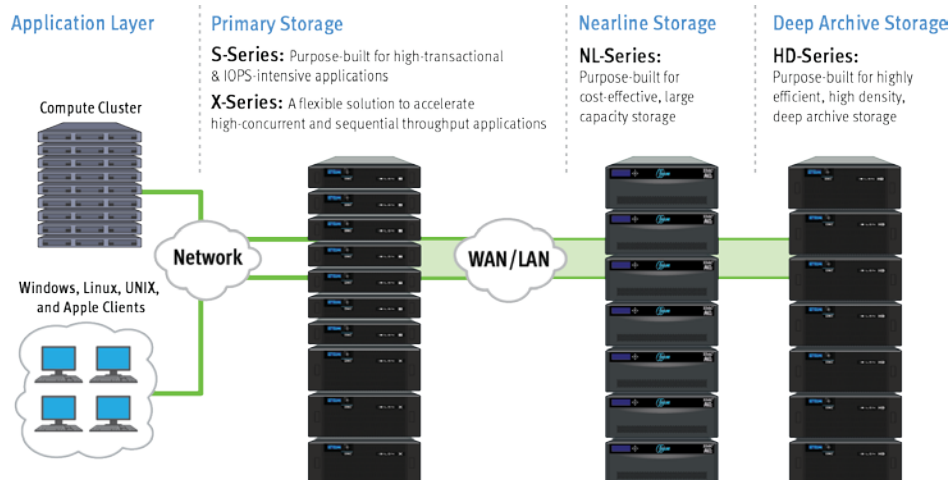 Application Layer
Primary Storage
S-Series: Purpose-built for high-transactional
& IOPS-intensive applications
X-Series: A flexible solution to accelerate
high-concurrent and sequential throughput applications
Nearline Storage
NL-Series:
Purpose-built for
cost-effective, large
capacity storage
Deep Archive Storage
HD-Series:
Purpose-built for highly
efficient, high density,
deep archive storage
Compute Cluster
Network
WAN/LAN
Windows, Linux, UNIX,
and Apple Clients